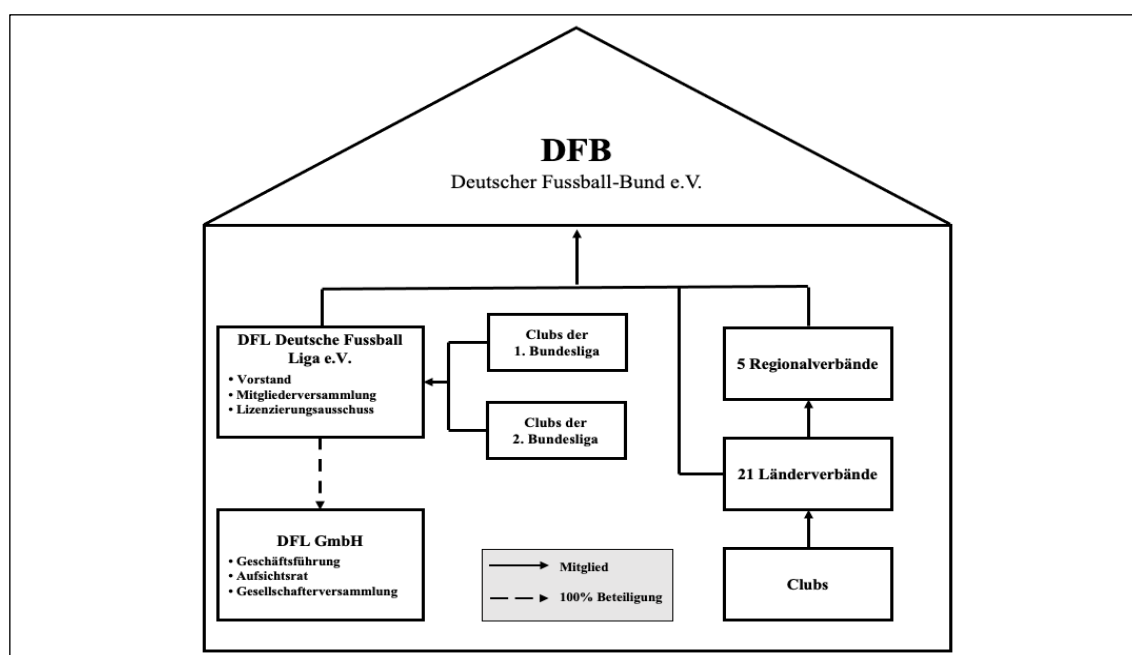 DFB
Deutscher Fussball-Bund e.V.
DFL Deutsche Fussball
Liga e.V.
• Vorstand
• Mitgliederversammlung
• Lizenzierungsausschuss
Clubs der
1. Bundesliga
Clubs der
2. Bundesliga
5 Regionalverbände
21 Länderverbände
Clubs
DFL GmbH
• Geschäftsführung
• Aufsichtsrat
• Gesellschafterversammlung
Mitglied
100% Beteiligung